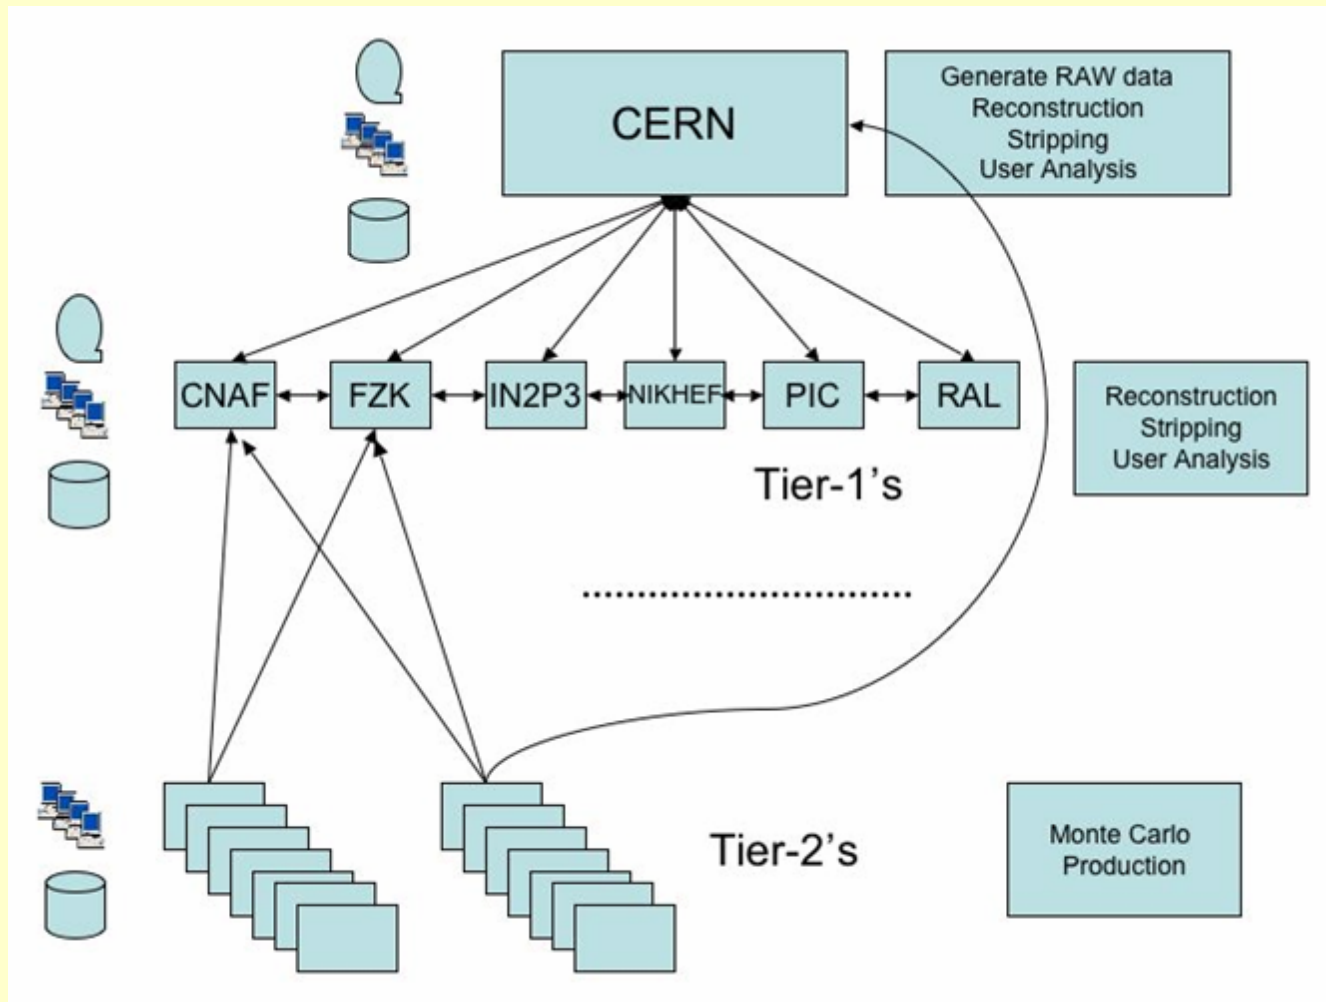 CERN
Generate RAW data
Reconstruction
Stripping
User Analysis
CNAF
FZK
IN2P3
NIKHEF
PIC
RAL
Reconstruction
Stripping
User Analysis
Tier-1's
Tier-2's
Monte Carlo
Production